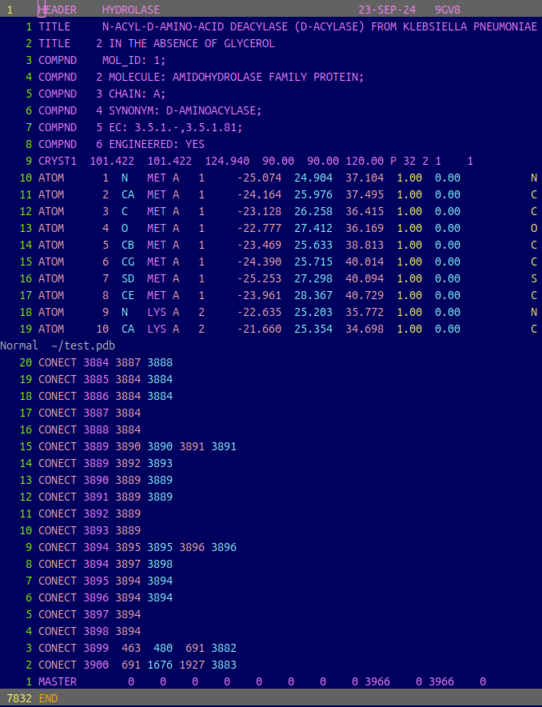 1 HEADER    HYDROLASE                               23-SEP-24   9GV8
1 TITLE     N-ACYL-D-AMINO-ACID DEACYLASE (D-ACYLASE) FROM KLEBSIELLA PNEUMONIAE
2 TITLE    2 IN THE ABSENCE OF GLYCEROL
3 COMPND    MOL_ID: 1;
4 COMPND   2 MOLECULE: AMIDOHYDROLASE FAMILY PROTEIN;
5 COMPND   3 CHAIN: A;
6 COMPND   4 SYNONYM: D-AMINOACYLASE;
7 COMPND   5 EC: 3.5.1.-,3.5.1.81;
8 COMPND   6 ENGINEERED: YES
9 CRYST1  101.422  101.422  124.940  90.00  90.00 120.00 P 32 2 1    1
10 ATOM      1  N   MET A   1     -25.074  24.904  37.104  1.00  0.00           N
11 ATOM      2  CA  MET A   1     -24.164  25.976  37.495  1.00  0.00           C
12 ATOM      3  C   MET A   1     -23.128  26.258  36.415  1.00  0.00           C
13 ATOM      4  O   MET A   1     -22.777  27.412  36.169  1.00  0.00           O
14 ATOM      5  CB  MET A   1     -23.469  25.633  38.813  1.00  0.00           C
15 ATOM      6  CG  MET A   1     -24.390  25.715  40.014  1.00  0.00           C
16 ATOM      7  SD  MET A   1     -25.253  27.298  40.094  1.00  0.00           S
17 ATOM      8  CE  MET A   1     -23.961  28.367  40.729  1.00  0.00           C
18 ATOM      9  N   LYS A   2     -22.635  25.203  35.772  1.00  0.00           N
19 ATOM     10  CA  LYS A   2     -21.660  25.354  34.698  1.00  0.00           C
Normal  ~/test.pdb
20 CONECT 3884 3887 3888
19 CONECT 3885 3884 3884
18 CONECT 3886 3884 3884
17 CONECT 3887 3884
16 CONECT 3888 3884
15 CONECT 3889 3890 3890 3891 3891
14 CONECT 3889 3892 3893
13 CONECT 3890 3889 3889
12 CONECT 3891 3889 3889
11 CONECT 3892 3889
10 CONECT 3893 3889
9 CONECT 3894 3895 3895 3896 3896
8 CONECT 3894 3897 3898
7 CONECT 3895 3894 3894
6 CONECT 3896 3894 3894
5 CONECT 3897 3894
4 CONECT 3898 3894
3 CONECT 3899  463  480  691 3882
2 CONECT 3900  691 1676 1927 3883
1 MASTER        0    0    0    0    0    0    0    0 3966    0 3966    0
7832 END